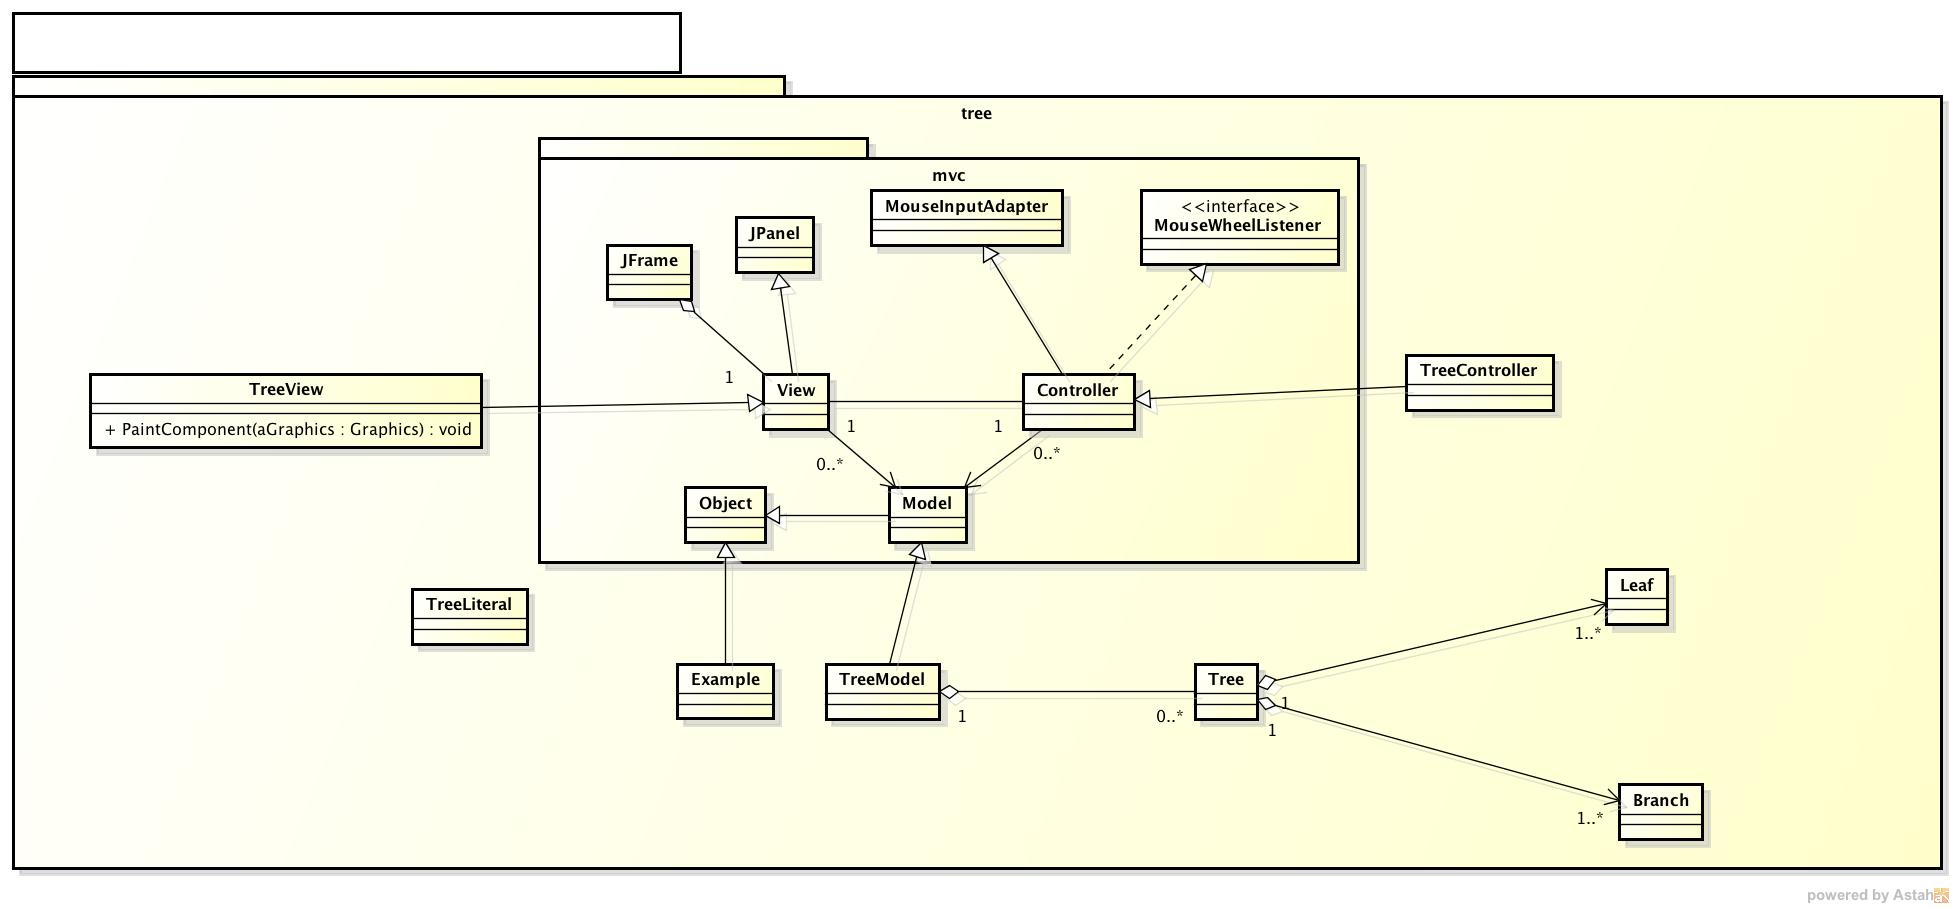 tree
mvc
MouseInputAdapter
<<interface>>
MouseWheelListener
JPanel
JFrame
TreeController
1
TreeView
View
Controller
+ PaintComponent(aGraphics : Graphics) : void
1
1
0..*
0..*
Object
Model
Leaf
TreeLiteral
1..*
Example
TreeModel
Tree
1
1
0..*
1
Branch
1..*
powered by Astah